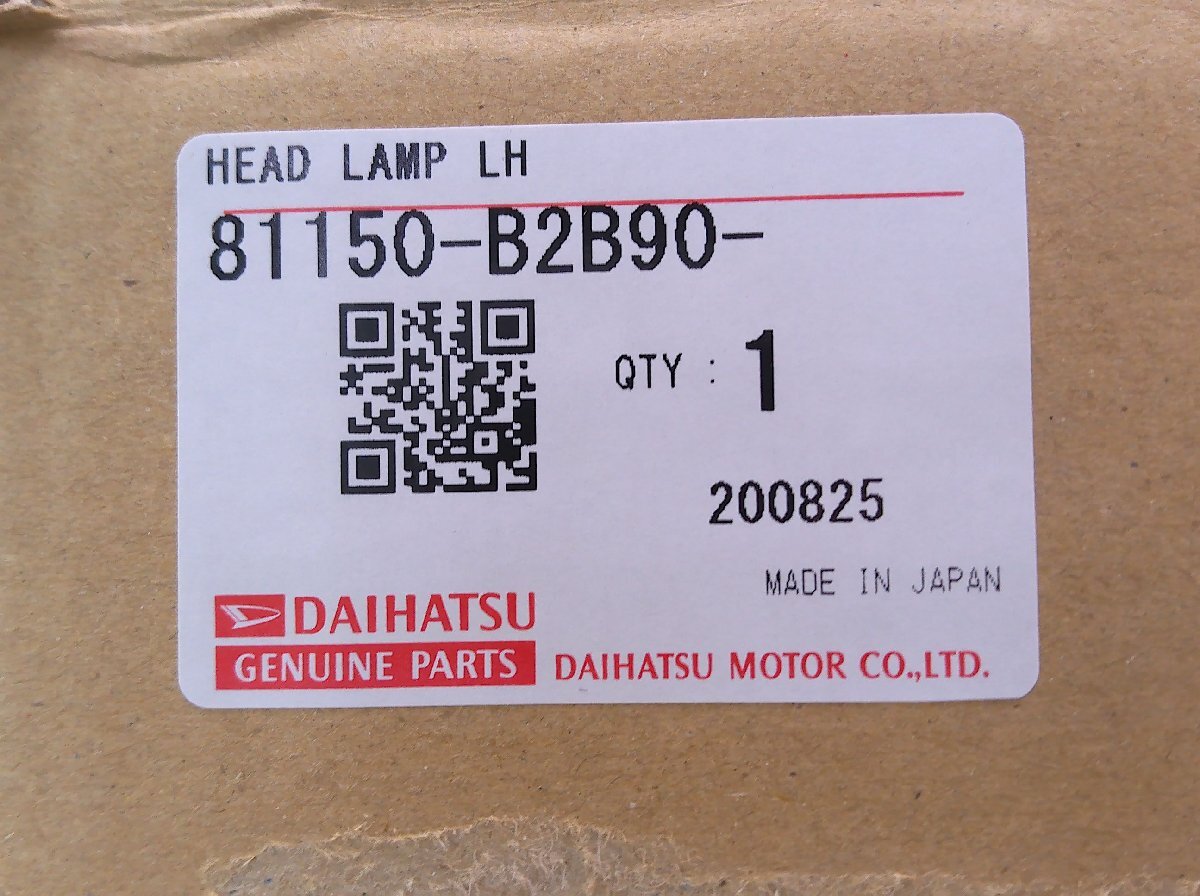 HEAD LAMP LH
81150-B2B90-
QTY : 1
200825
MADE IN JAPAN
DAIHATSU
GENUINE PARTS DAIHATSU MOTOR CO.,LTD.